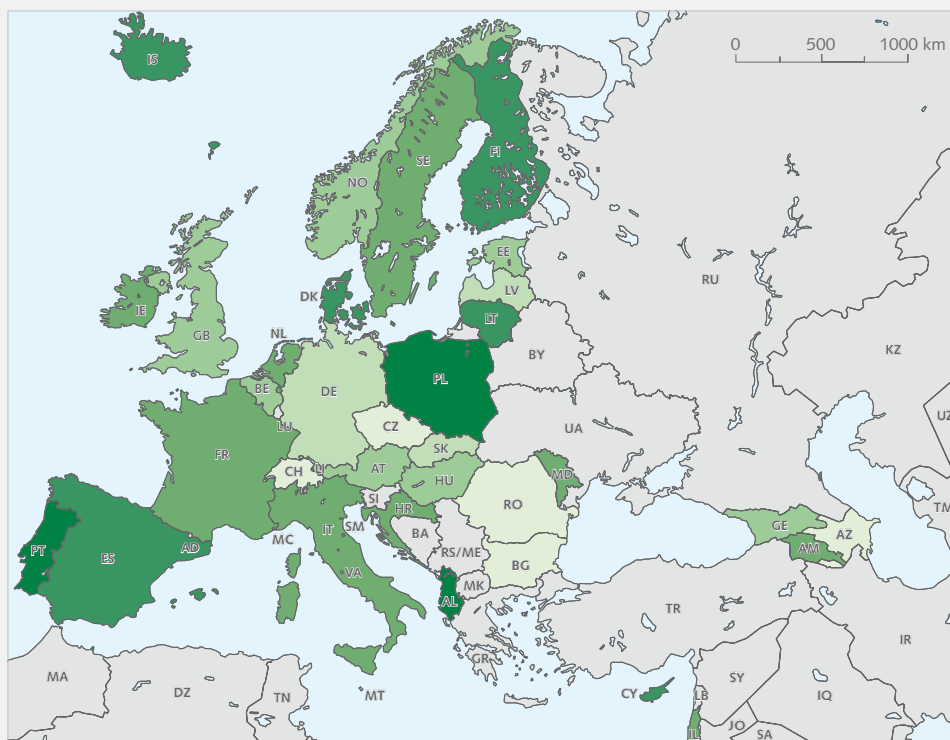 0 500 1000 km
IS
SE
FI
NO
EE
RU
DK
LV
IE
LT
GB
NL
BY
KZ
PL
BE
DE
UZ
LU
CZ
UA
FR
SK
CH
LI
AT
HU
MD
TM
SI
RO
HR
GE
SM
IT
BA
AZ
MC
PT
AD
ES
RS/ME
AM
BG
VA
MK
AL
TR
IR
GR
MA
SY
DZ
TN
MT
CY
LB
IQ
JO
IL
SA